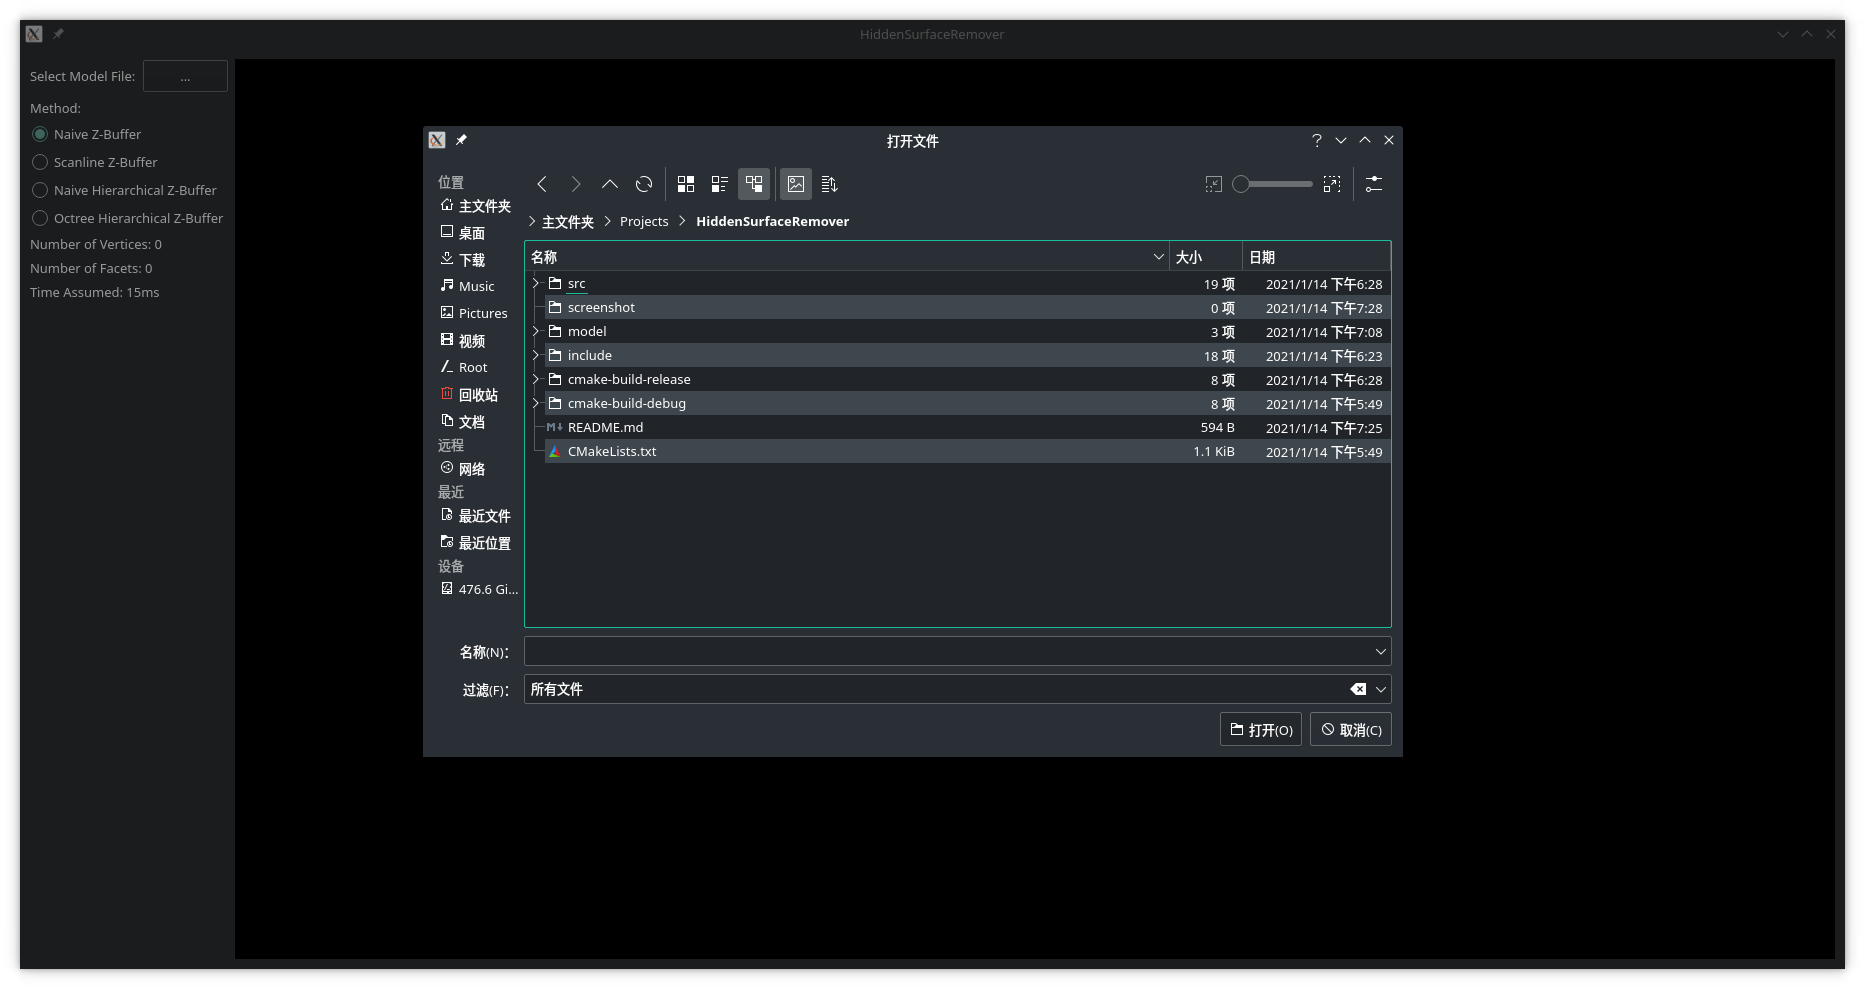 HiddenSurfaceRemover
Select Model File: ...
Method:
Naive Z-Buffer
Scanline Z-Buffer
Naive Hierarchical Z-Buffer
Octree Hierarchical Z-Buffer
Number of Vertices: 0
Number of Facets: 0
Time Assumed: 15ms
打开文件
位置
主文件夹
桌面
下载
Music
Pictures
视频
Root
回收站
文档
远程
网络
最近
最近文件
最近位置
设备
476.6 Gi...
主文件夹 Projects HiddenSurfaceRemover
名称 大小 日期
src 19 项 2021/1/14 下午6:28
screenshot 0 项 2021/1/14 下午7:28
model 3 项 2021/1/14 下午7:08
include 18 项 2021/1/14 下午6:23
cmake-build-release 8 项 2021/1/14 下午6:28
cmake-build-debug 8 项 2021/1/14 下午5:49
README.md 594 B 2021/1/14 下午7:25
CMakeLists.txt 1.1 KiB 2021/1/14 下午5:49
名称(N):
过滤(F): 所有文件
打开(O) 取消(C)